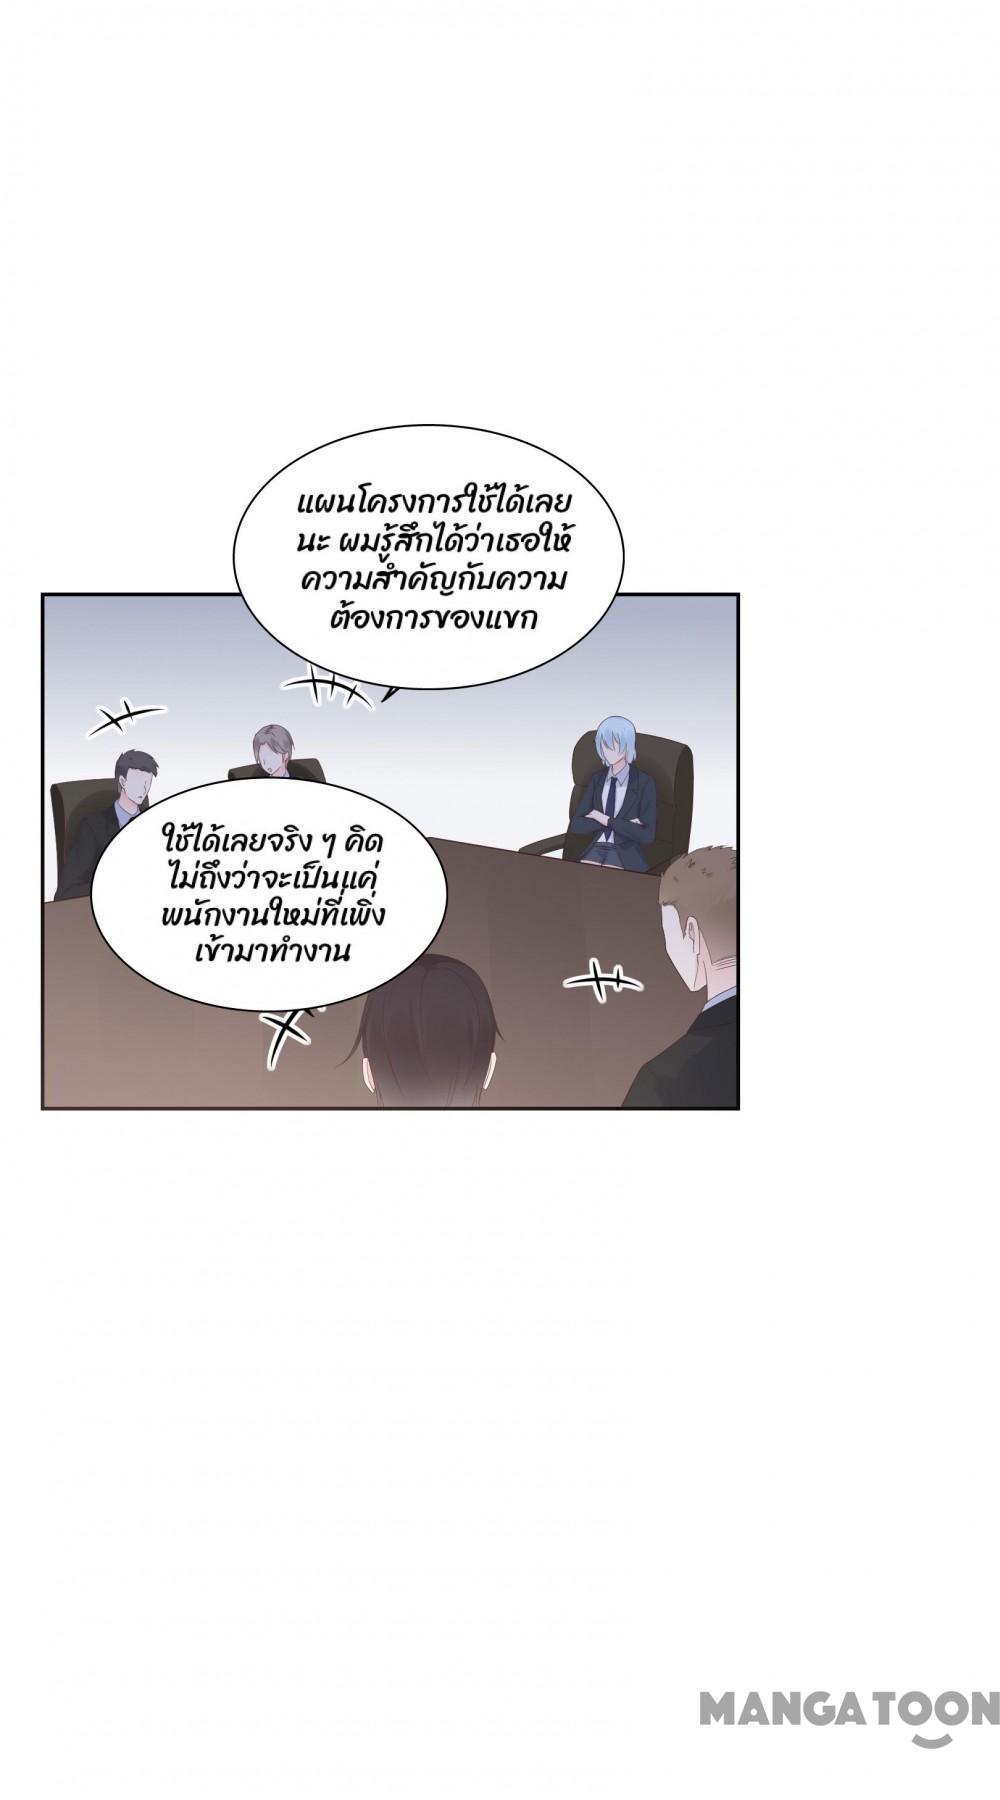 แผนโครงการใช้ได้เลย
นะ ผมรู้สึกได้ว่าเธอให้
ความสำคัญกับความ
ต้องการของแขก
ใช้ได้เลยจริง ๆ คิด
ไม่ถึงว่าจะเป็นแค่
พนักงานใหม่ที่เพิ่ง
เข้ามาทำงาน
MANGATOON